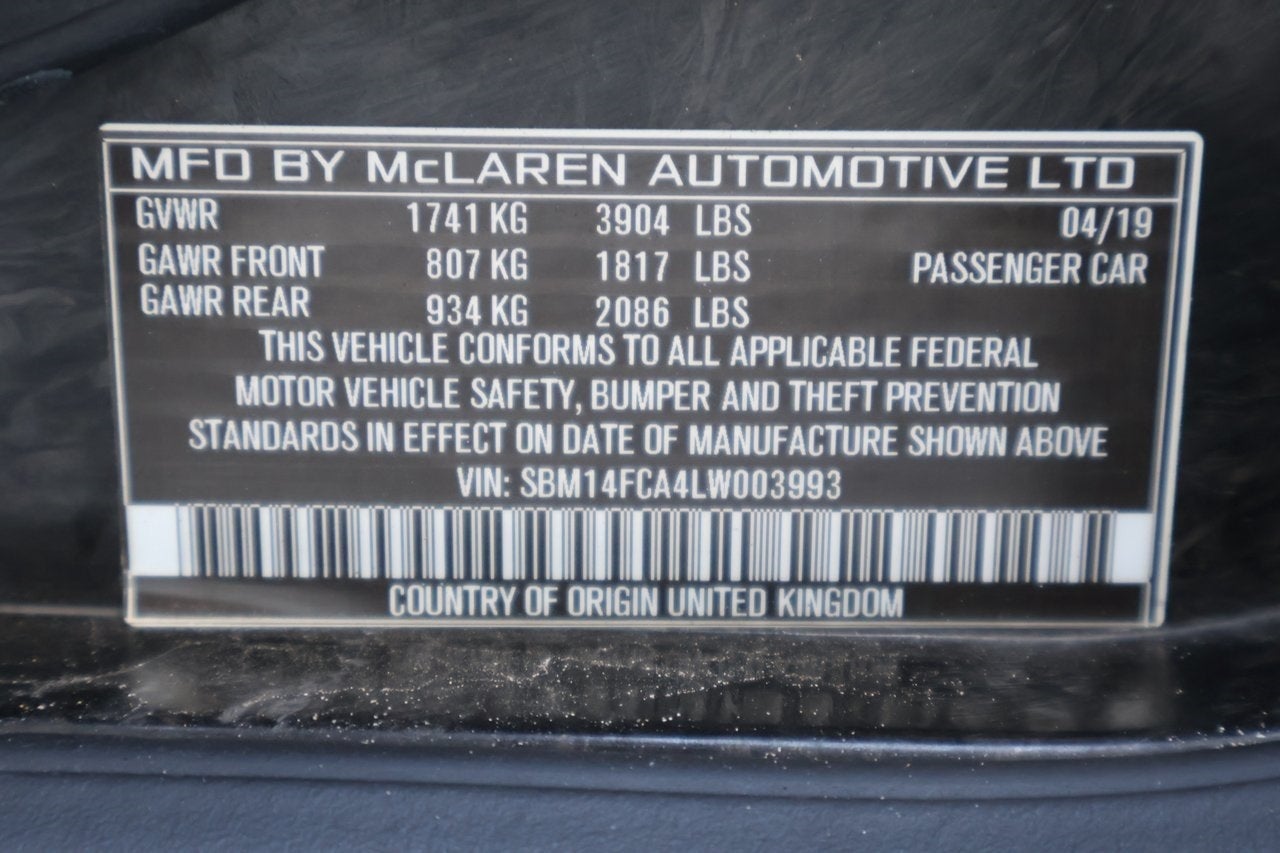 MFD BY McLAREN AUTOMOTIVE LTD
GVWR 1741 KG 3904 LBS 04/19
GAWR FRONT 807 KG 1817 LBS PASSENGER CAR
GAWR REAR 934 KG 2086 LBS
THIS VEHICLE CONFORMS TO ALL APPLICABLE FEDERAL
MOTOR VEHICLE SAFETY, BUMPER AND THEFT PREVENTION
STANDARDS IN EFFECT ON DATE OF MANUFACTURE SHOWN ABOVE
VIN: SBM14FCA4LW003993
COUNTRY OF ORIGIN UNITED KINGDOM